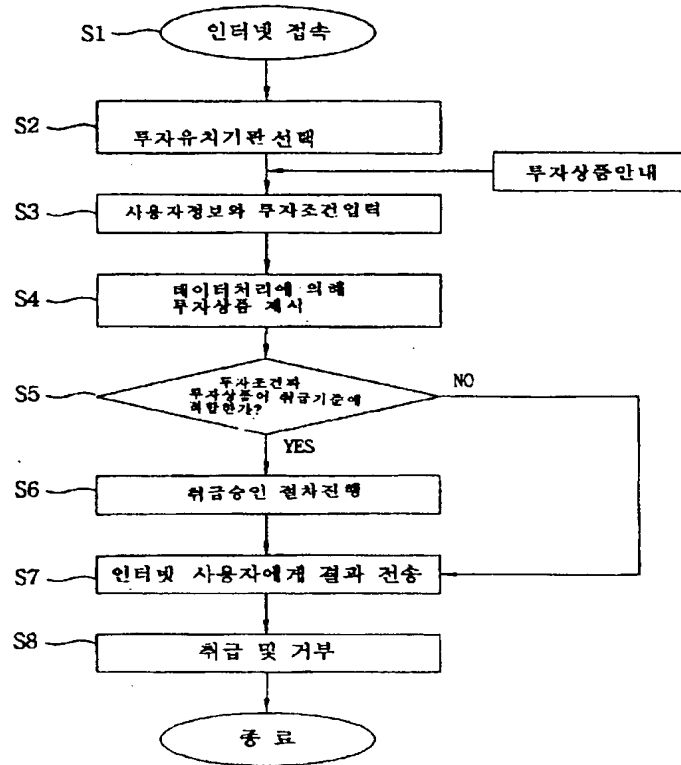 S1
인터넷 접속
S2
투자유치기관 선택
투자상품안내
S3
사용자정보와 투자조건입력
S4
데이터처리에 의해
투자상품 제시
S5
투자조건과
투자상품이 취급기준에
적합한가?
NO
YES
S6
취급승인 절차진행
S7
인터넷 사용자에게 결과 전송
S8
취급 및 거부
종 료